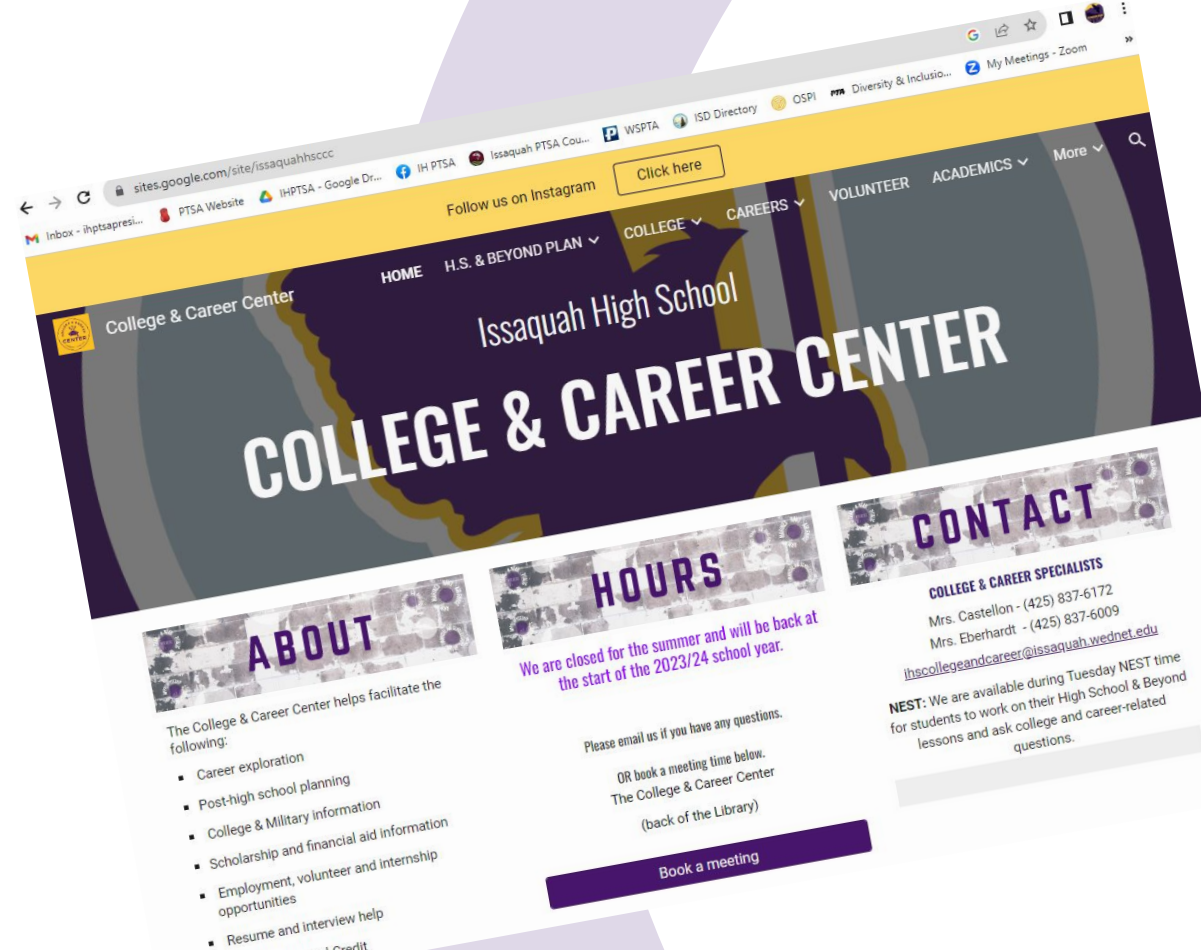 sites.google.com/site/issaquahhsccc
Inbox - ihptsapresi...
PTSA Website
IHPTSA - Google Dr...
IH PTSA
Issaquah PTSA Cou...
WSPTA
ISD Directory
OSPI
PTA Diversity & Inclusio...
My Meetings - Zoom
»
Follow us on Instagram
Click here
College & Career Center
HOME
H.S. & BEYOND PLAN
COLLEGE
CAREERS
VOLUNTEER
ACADEMICS
More
CENTER
Issaquah High School
COLLEGE & CAREER CENTER
ABOUT
The College & Career Center helps facilitate the
following:
▪ Career exploration
▪ Post-high school planning
▪ College & Military information
▪ Scholarship and financial aid information
▪ Employment, volunteer and internship
opportunities
▪ Resume and interview help
Credit
HOURS
We are closed for the summer and will be back at
the start of the 2023/24 school year.
Please email us if you have any questions.
OR book a meeting time below.
The College & Career Center
(back of the Library)
Book a meeting
CONTACT
COLLEGE & CAREER SPECIALISTS
Mrs. Castellon - (425) 837-6172
Mrs. Eberhardt - (425) 837-6009
ihscollegeandcareer@issaquah.wednet.edu
NEST: We are available during Tuesday NEST time
for students to work on their High School & Beyond
lessons and ask college and career-related
questions.